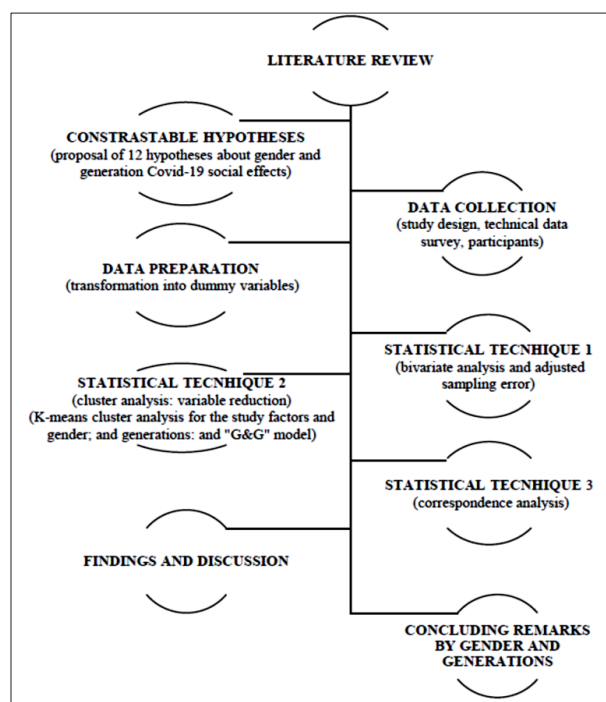 LITERATURE REVIEW
CONSTRASTABLE HYPOTHESES
(proposal of 12 hypotheses about gender and
generation Covid-19 social effects)
DATA COLLECTION
(study design, technical data
survey, participants)
DATA PREPARATION
(transformation into dummy variables)
STATISTICAL TECNHIQUE 1
(bivariate analysis and adjusted
sampling error)
STATISTICAL TECNHIQUE 2
(cluster analysis: variable reduction)
(K-means cluster analysis for the study factors and
gender; and generations: and "G&G" model)
STATISTICAL TECNHIQUE 3
(correspondence analysis)
FINDINGS AND DISCUSSION
CONCLUDING REMARKS
BY GENDER AND
GENERATIONS